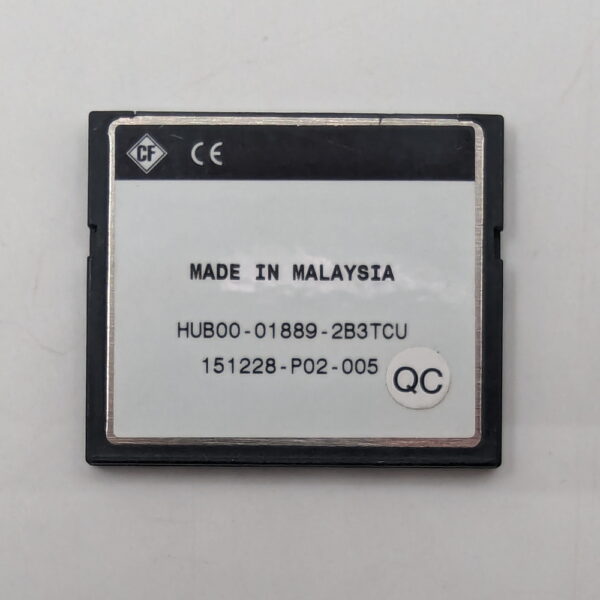 CF CE
MADE IN MALAYSIA
HUB00-01889-2B3TCU
151228-P02-005
QC